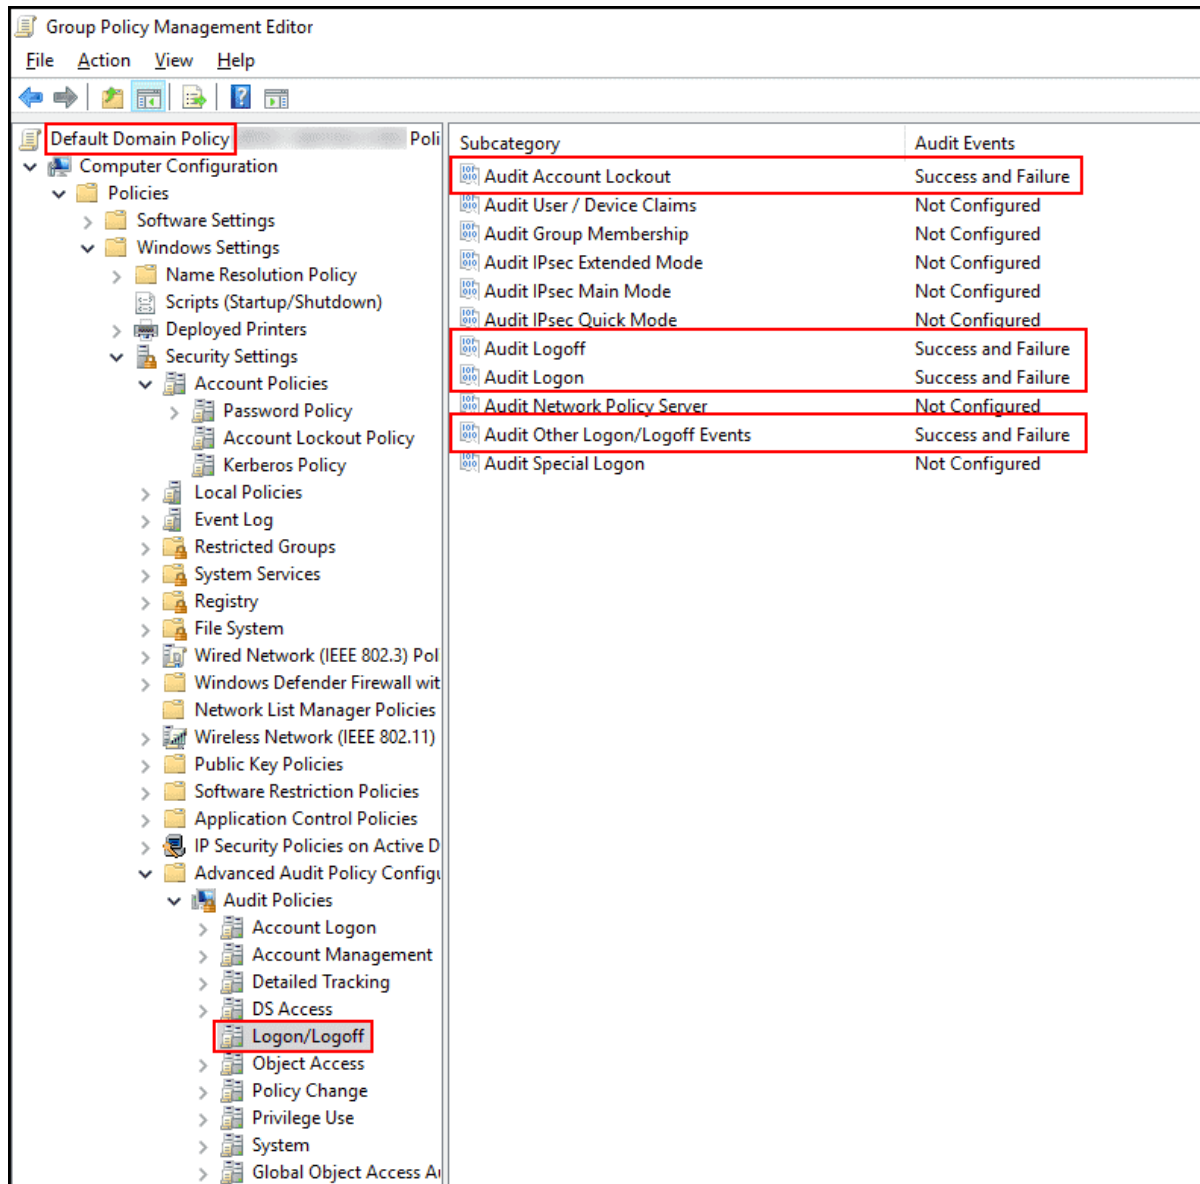 Group Policy Management Editor
File Action View Help
Default Domain Policy Poli
Computer Configuration
Policies
Software Settings
Windows Settings
Name Resolution Policy
Scripts (Startup/Shutdown)
Deployed Printers
Security Settings
Account Policies
Password Policy
Account Lockout Policy
Kerberos Policy
Local Policies
Event Log
Restricted Groups
System Services
Registry
File System
Wired Network (IEEE 802.3) Pol
Windows Defender Firewall wit
Network List Manager Policies
Wireless Network (IEEE 802.11)
Public Key Policies
Software Restriction Policies
Application Control Policies
IP Security Policies on Active D
Advanced Audit Policy Configu
Audit Policies
Account Logon
Account Management
Detailed Tracking
DS Access
Logon/Logoff
Object Access
Policy Change
Privilege Use
System
Global Object Access Au
Subcategory Audit Events
Audit Account Lockout Success and Failure
Audit User / Device Claims Not Configured
Audit Group Membership Not Configured
Audit IPsec Extended Mode Not Configured
Audit IPsec Main Mode Not Configured
Audit IPsec Quick Mode Not Configured
Audit Logoff Success and Failure
Audit Logon Success and Failure
Audit Network Policy Server Not Configured
Audit Other Logon/Logoff Events Success and Failure
Audit Special Logon Not Configured